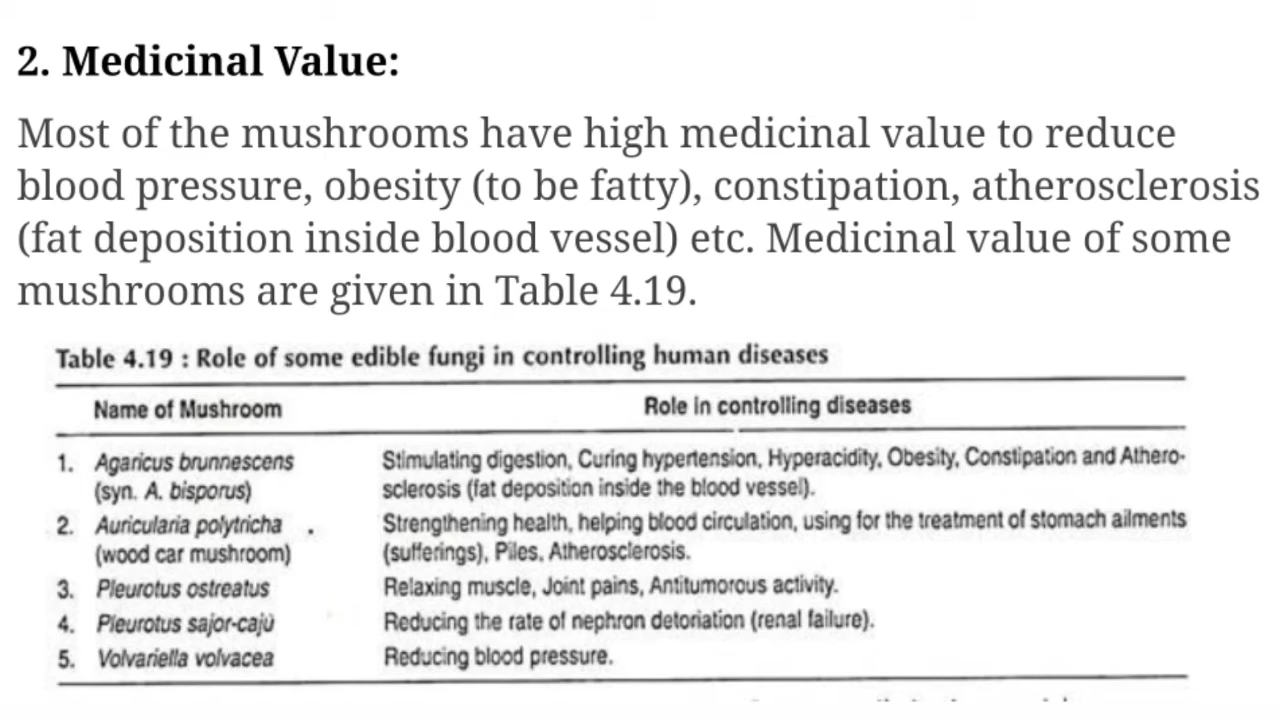 2. Medicinal Value:
Most of the mushrooms have high medicinal value to reduce
blood pressure, obesity (to be fatty), constipation, atherosclerosis
(fat deposition inside blood vessel) etc. Medicinal value of some
mushrooms are given in Table 4.19.
Table 4.19 : Role of some edible fungi in controlling human diseases
Name of Mushroom Role in controlling diseases
1. Agaricus brunnescens Stimulating digestion, Curing hypertension, Hyperacidity, Obesity, Constipation and Athero-
(syn. A. bisporus) sclerosis (fat deposition inside the blood vessel).
2. Auricularia polytricha Strengthening health, helping blood circulation, using for the treatment of stomach ailments
(wood car mushroom) (sufferings), Piles, Atherosclerosis.
3. Pleurotus ostreatus Relaxing muscle, Joint pains, Antitumorous activity.
4. Pleurotus sajor-caju Reducing the rate of nephron detoriation (renal failure).
5. Volvariella volvacea Reducing blood pressure.